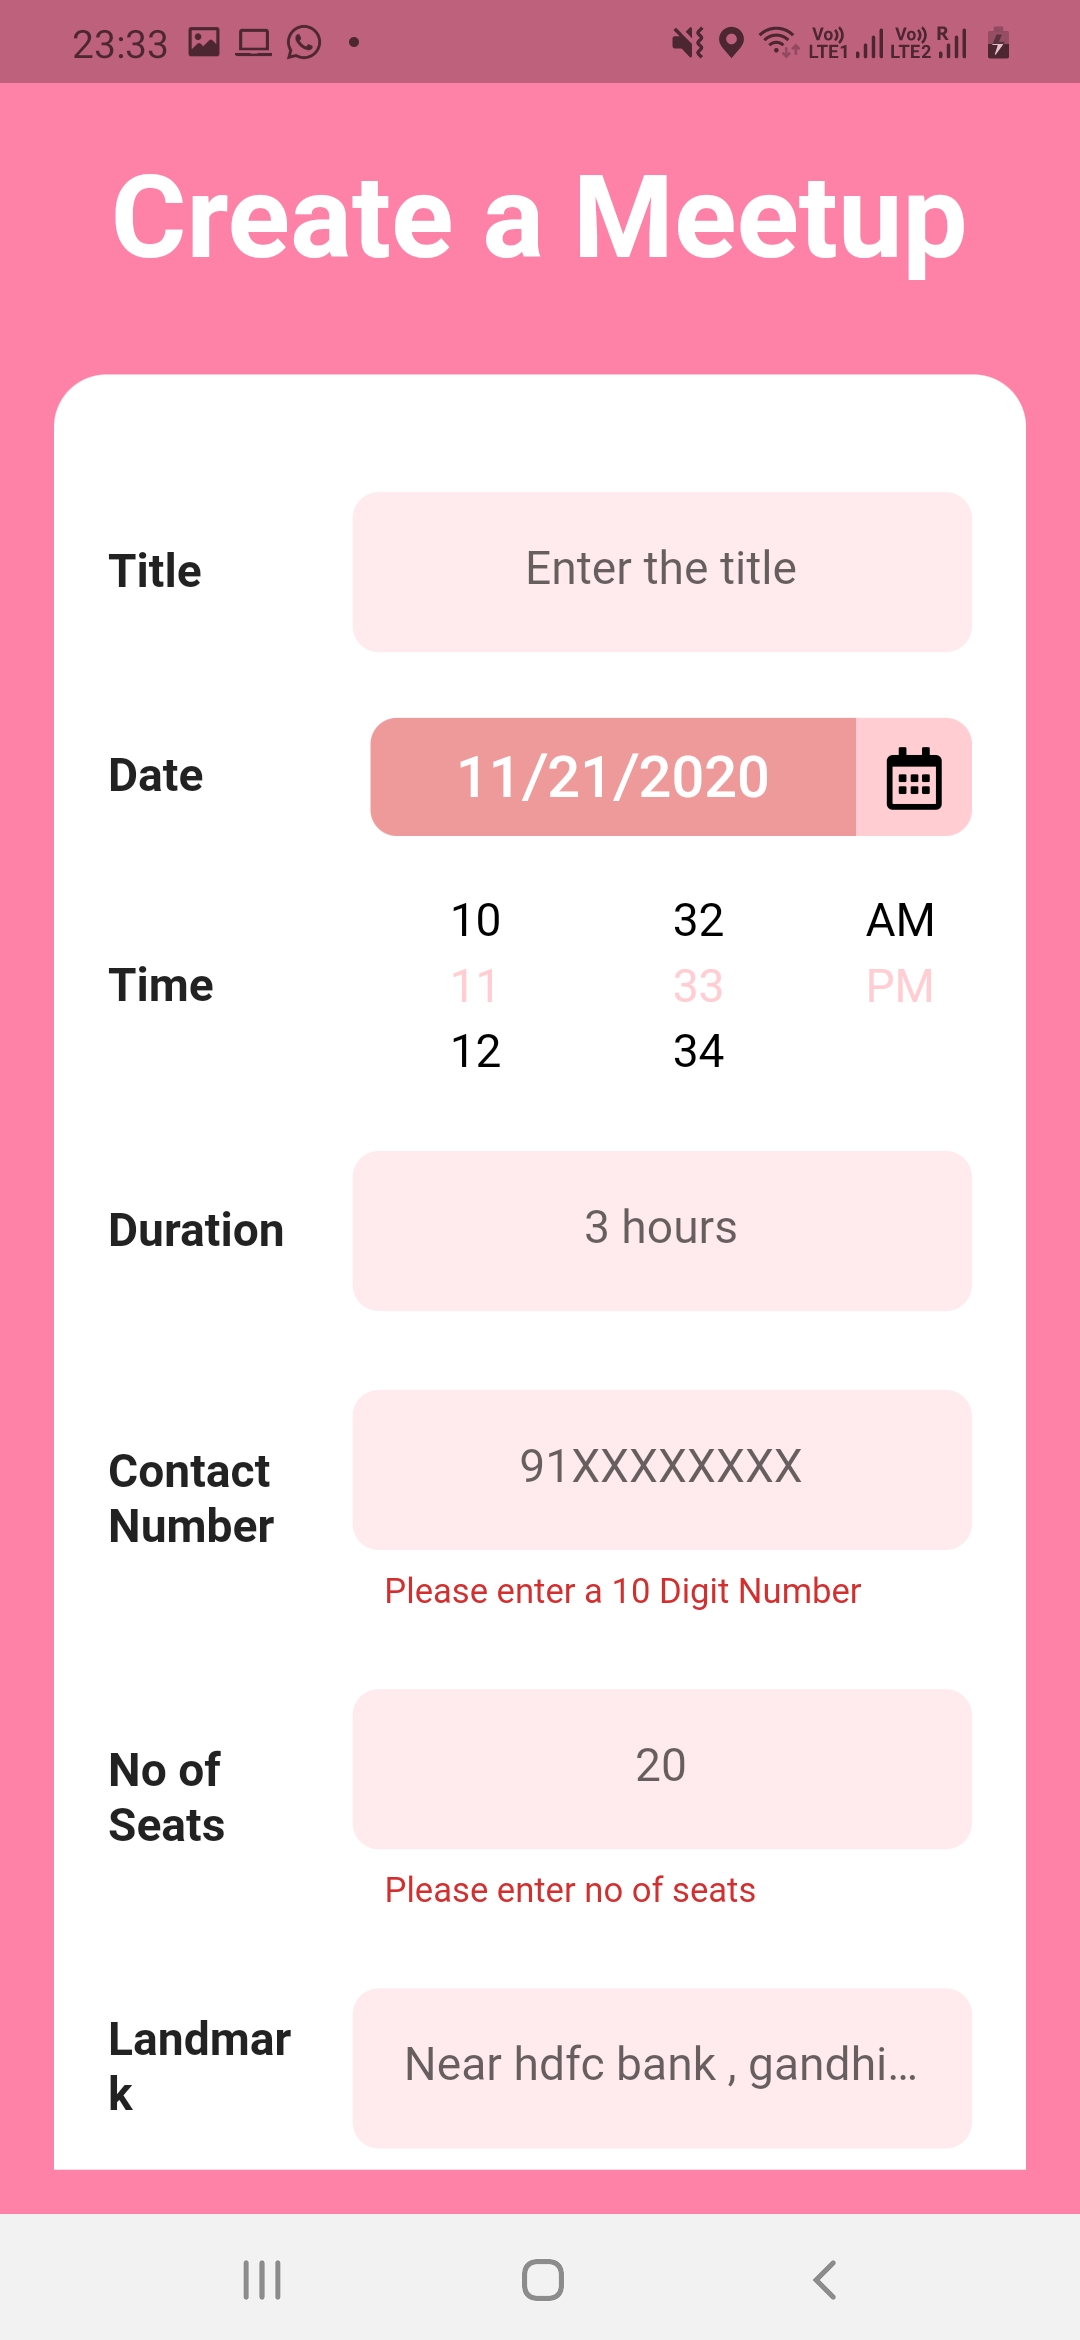 23:33 Vo)) LTE1 Vo)) LTE2 R
Create a Meetup
Title Enter the title
Date 11/21/2020
10 32 AM
Time 11 33 PM
12 34
Duration 3 hours
Contact Number 91XXXXXXXX
Please enter a 10 Digit Number
No of Seats 20
Please enter no of seats
Landmar
k
Near hdfc bank , gandhi...